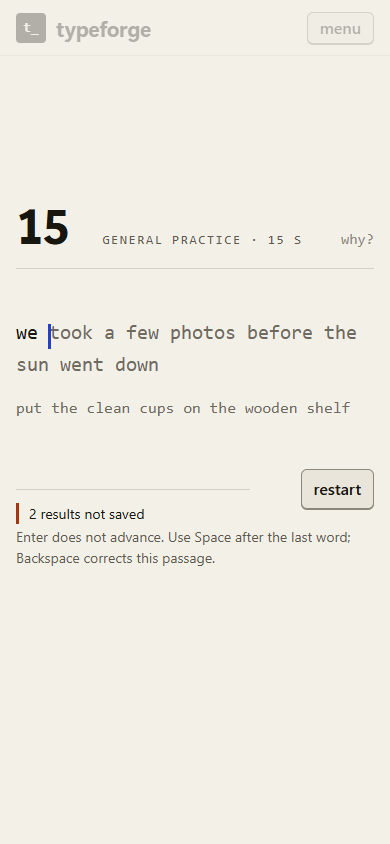 t_ typeforge menu
15 GENERAL PRACTICE · 15 S why?
we took a few photos before the
sun went down
put the clean cups on the wooden shelf
restart
2 results not saved
Enter does not advance. Use Space after the last word;
Backspace corrects this passage.